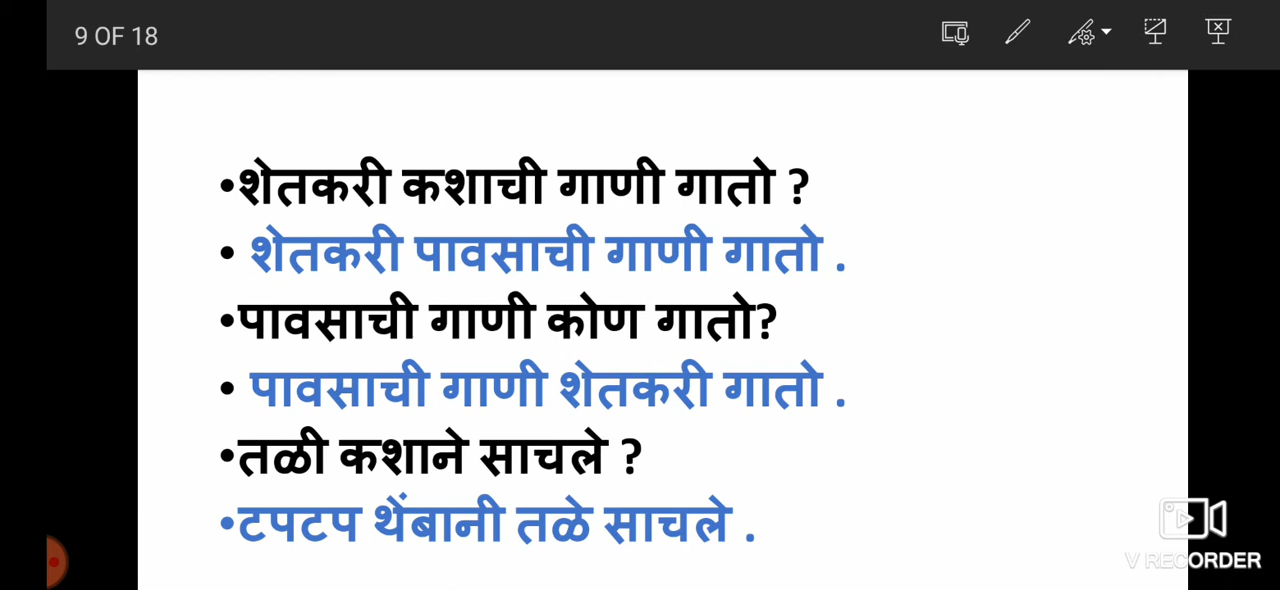 9 OF 18
•शेतकरी कशाची गाणी गातो ?
• शेतकरी पावसाची गाणी गातो .
•पावसाची गाणी कोण गातो?
• पावसाची गाणी शेतकरी गातो .
•तळी कशाने साचले ?
•टपटप थेंबानी तळे साचले .
V RECORDER